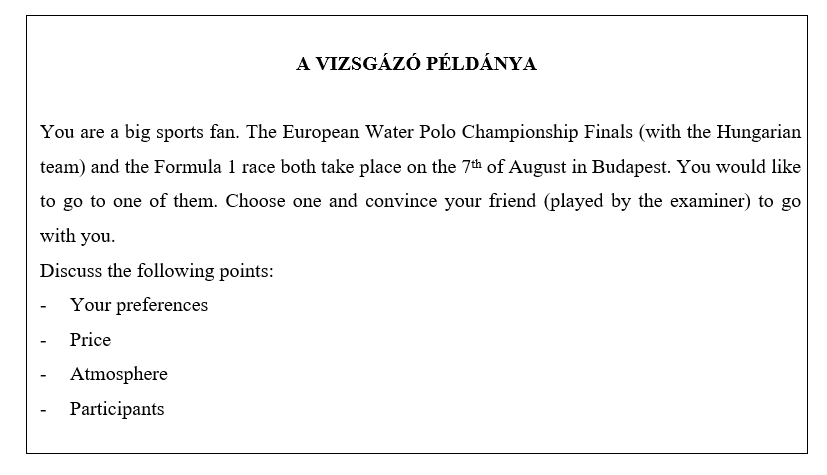 A VIZSGÁZÓ PÉLDÁNYA
You are a big sports fan. The European Water Polo Championship Finals (with the Hungarian
team) and the Formula 1 race both take place on the 7th of August in Budapest. You would like
to go to one of them. Choose one and convince your friend (played by the examiner) to go
with you.
Discuss the following points:
- Your preferences
- Price
- Atmosphere
- Participants